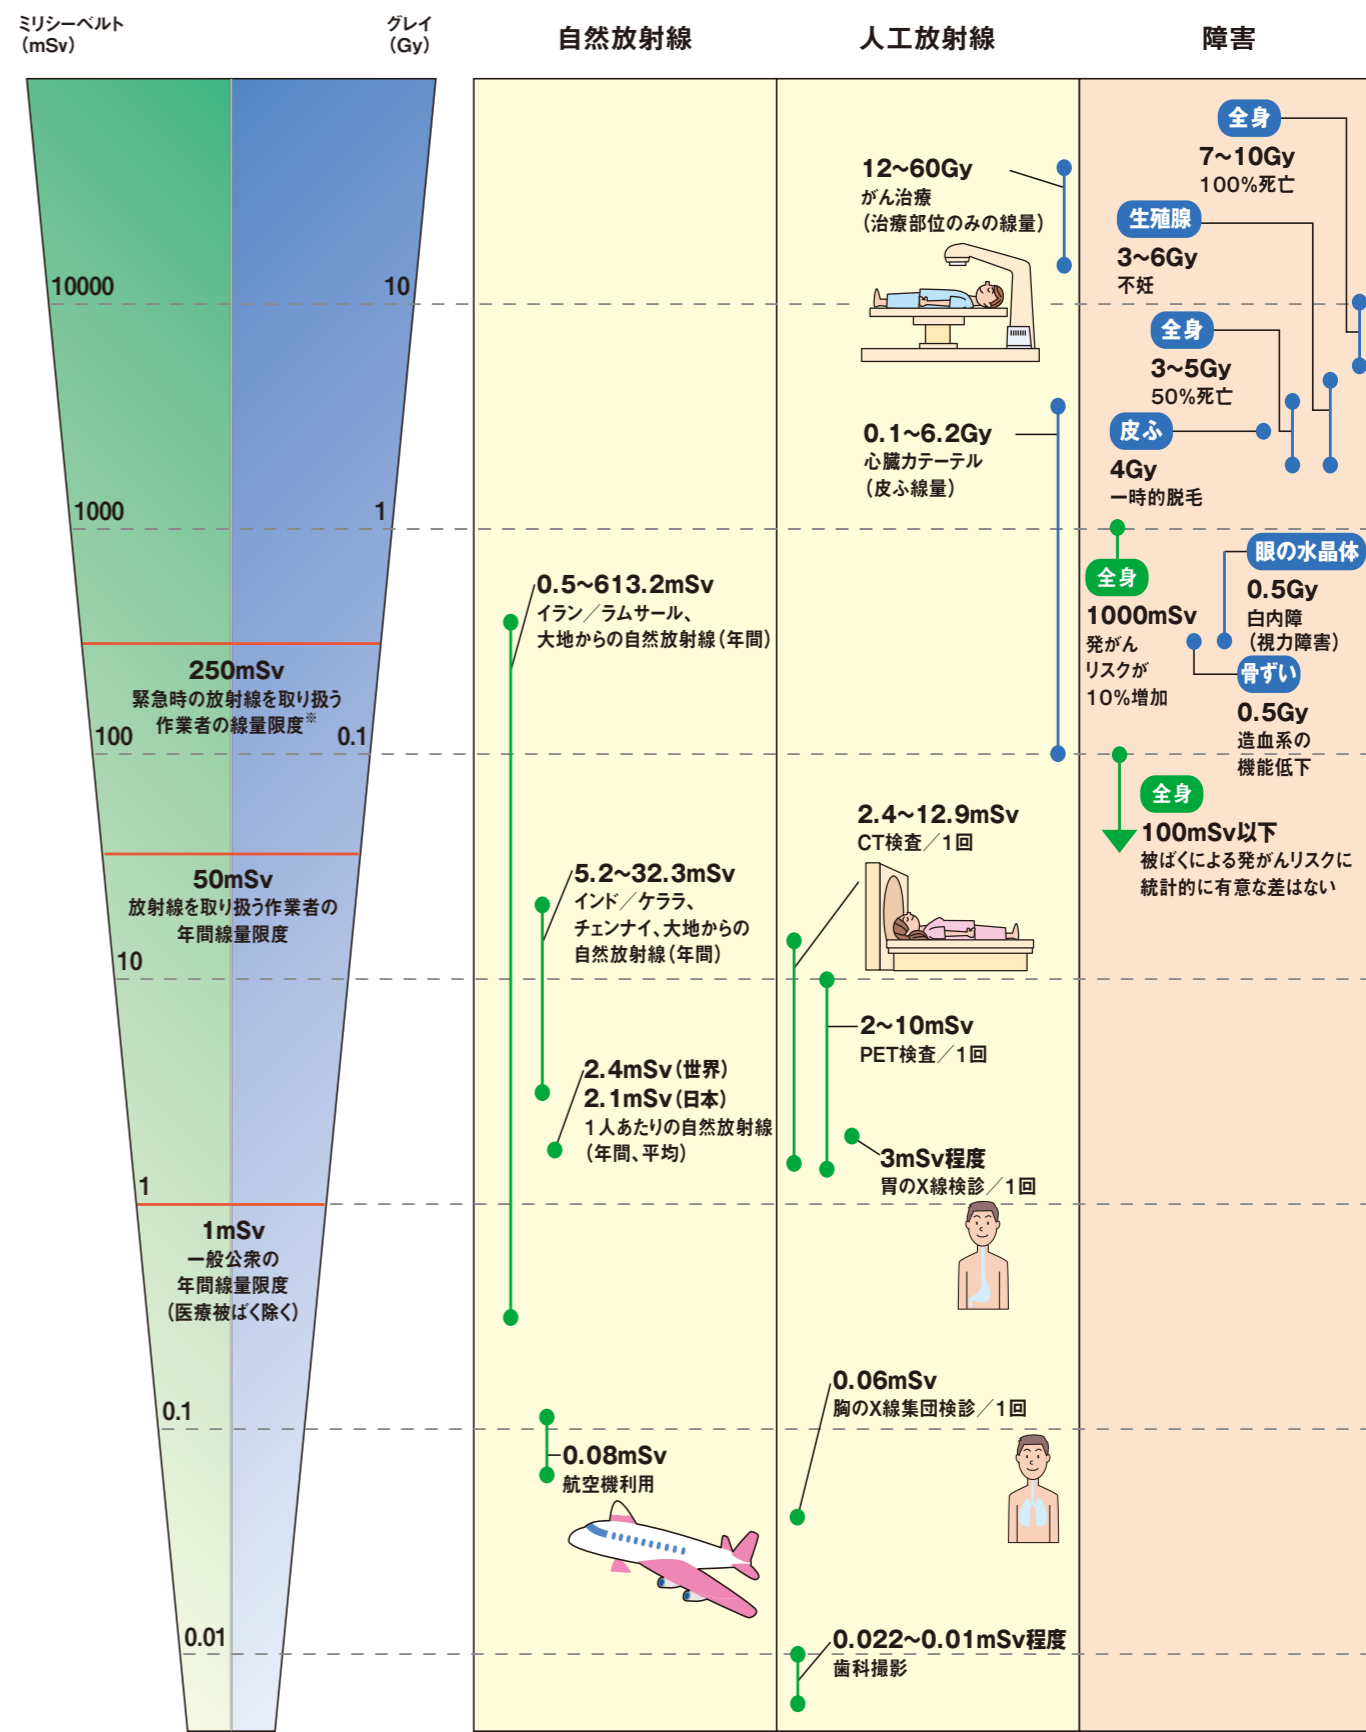 ミリシーベルト
(mSv)
グレイ
(Gy)
自然放射線
人工放射線
障害
10000
1000
100
10
1
0.1
0.01
10
1
0.1
250mSv
緊急時の放射線を取り扱う
作業者の線量限度※
50mSv
放射線を取り扱う作業者の
年間線量限度
1mSv
一般公衆の
年間線量限度
(医療被ばく除く)
0.5~613.2mSv
イラン/ラムサール、
大地からの自然放射線(年間)
5.2~32.3mSv
インド/ケララ、
チェンナイ、大地からの
自然放射線(年間)
2.4mSv(世界)
2.1mSv(日本)
1人あたりの自然放射線
(年間、平均)
0.08mSv
航空機利用
12~60Gy
がん治療
(治療部位のみの線量)
0.1~6.2Gy
心臓カテーテル
(皮ふ線量)
2.4~12.9mSv
CT検査/1回
2~10mSv
PET検査/1回
3mSv程度
胃のX線検診/1回
0.06mSv
胸のX線集団検診/1回
0.022~0.01mSv程度
歯科撮影
全身
7~10Gy
100%死亡
生殖腺
3~6Gy
不妊
全身
3~5Gy
50%死亡
皮ふ
4Gy
一時的脱毛
全身
1000mSv
発がん
リスクが
10%増加
眼の水晶体
0.5Gy
白内障
(視力障害)
骨ずい
0.5Gy
造血系の
機能低下
全身
100mSv以下
被ばくによる発がんリスクに
統計的に有意な差はない